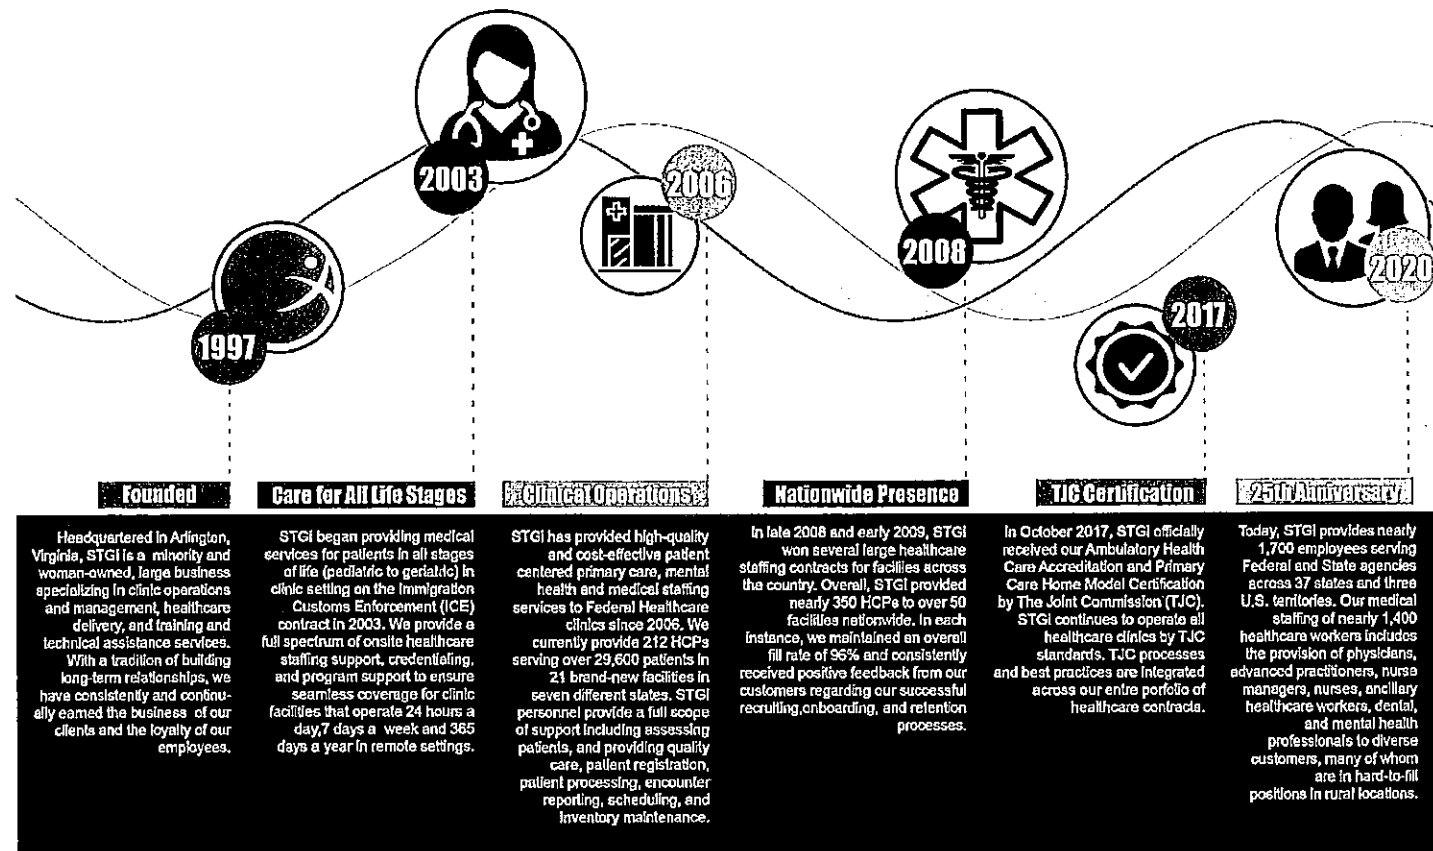 2003
2006
2008
2020
2017
1997
Founded
Headquartered in Arlington,
Virginia, STGi is a minority and
woman-owned, large business
specializing in clinic operations
and management, healthcare
delivery, and training and
technical assistance services.
With a tradition of building
long-term relationships, we
have consistently and continu-
ally earned the business of our
clients and the loyalty of our
employees.
Care for All Life Stages
STGi began providing medical
services for patients in all stages
of life (pediatric to geriatric) in
clinic setting on the Immigration
Customs Enforcement (ICE)
contract in 2003. We provide a
full spectrum of onsite healthcare
staffing support, credentialing,
and program support to ensure
seamless coverage for clinic
facilities that operate 24 hours a
day,7 days a week and 365
days a year in remote settings.
Clinical Operations
STGi has provided high-quality
and cost-effective patient
centered primary care, mental
health and medical staffing
services to Federal Healthcare
clinics since 2006. We
currently provide 212 HCPs
serving over 29,600 patients in
21 brand-new facilities in
seven different states. STGi
personnel provide a full scope
of support including assessing
patients, and providing quality
care, patient registration,
patient processing, encounter
reporting, scheduling, and
inventory maintenance.
Nationwide Presence
In late 2008 and early 2009, STGi
won several large healthcare
staffing contracts for facilities across
the country. Overall, STGi provided
nearly 350 HCPs to over 50
facilities nationwide. In each
instance, we maintained an overall
fill rate of 96% and consistently
received positive feedback from our
customers regarding our successful
recruiting,onboarding, and retention
processes.
TJC Certification
In October 2017, STGi officially
received our Ambulatory Health
Care Accreditation and Primary
Care Home Model Certification
by The Joint Commission (TJC).
STGi continues to operate all
healthcare clinics by TJC
standards. TJC processes
and best practices are integrated
across our entire portfolio of
healthcare contracts.
25th Anniversary
Today, STGi provides nearly
1,700 employees serving
Federal and State agencies
across 37 states and three
U.S. territories. Our medical
staffing of nearly 1,400
healthcare workers includes
the provision of physicians,
advanced practitioners, nurse
managers, nurses, ancillary
healthcare workers, dental,
and mental health
professionals to diverse
customers, many of whom
are in hard-to-fill
positions in rural locations.